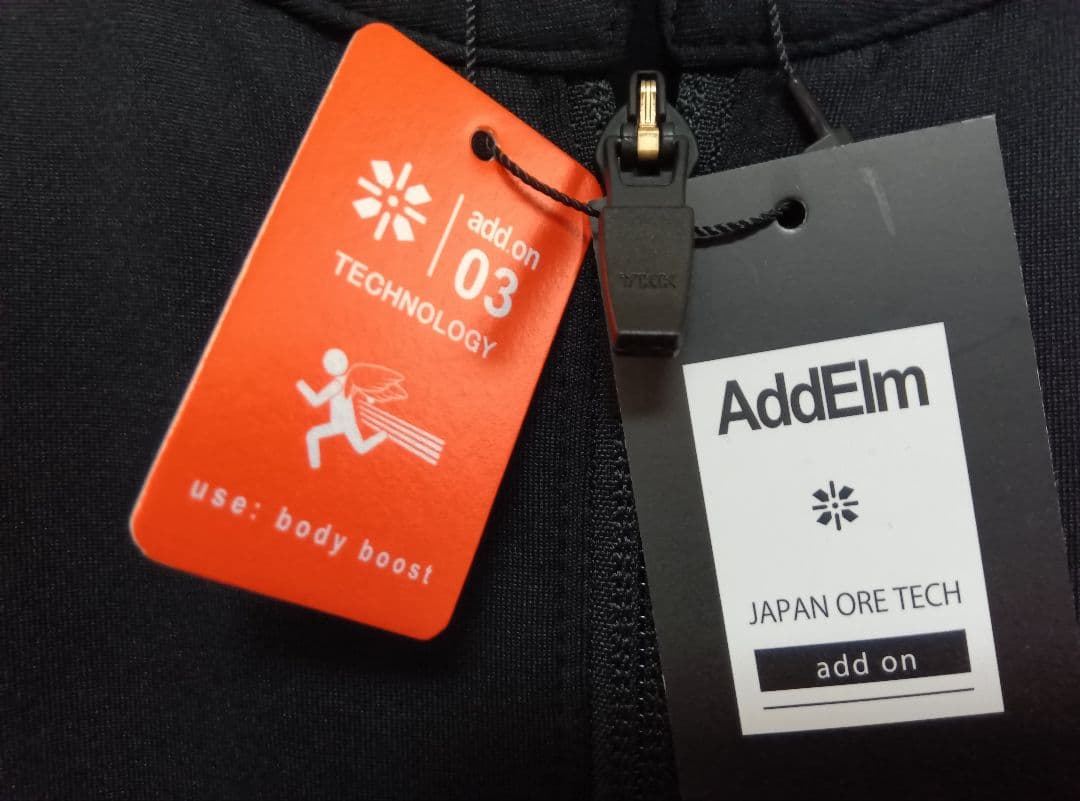 add.on
03
TECHNOLOGY
use: body boost
AddElm
JAPAN ORE TECH
add on